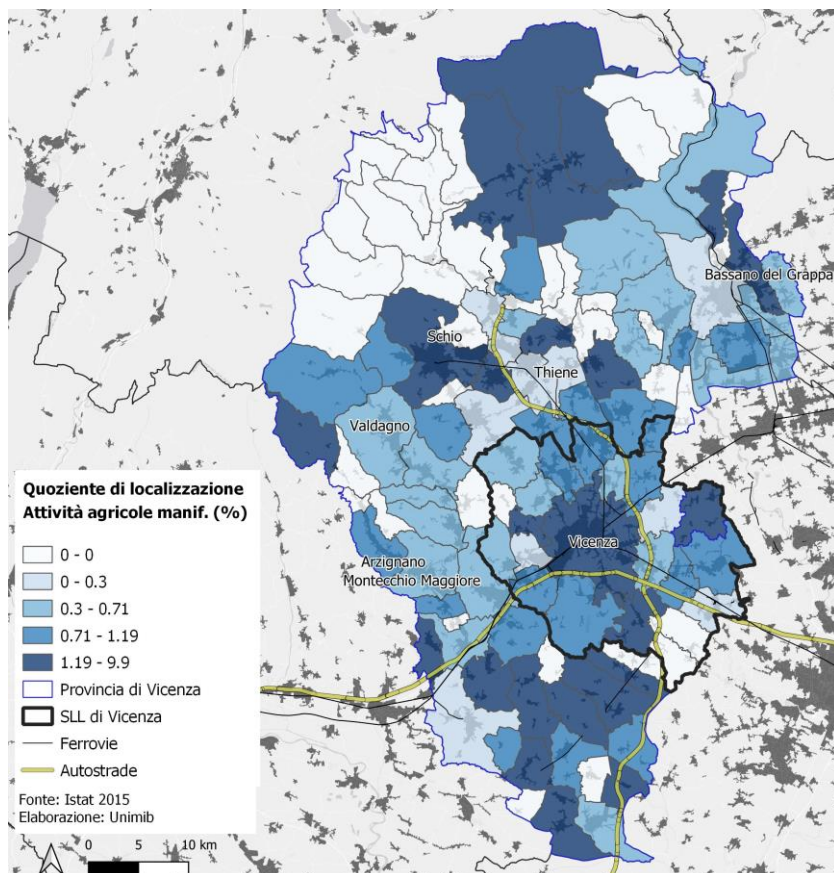 Bassano del Grappa
Schio
Thiene
Valdagno
Vicenza
Arzignano
Montecchio Maggiore
Quoziente di localizzazione
Attività agricole manif. (%)
0 - 0
0 - 0.3
0.3 - 0.71
0.71 - 1.19
1.19 - 9.9
Provincia di Vicenza
SLL di Vicenza
Ferrovie
Autostrade
Fonte: Istat 2015
Elaborazione: Unimib
0 5 10 km